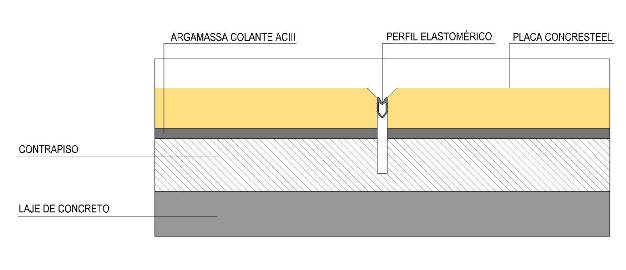 ARGAMASSA COLANTE ACIII
PERFIL ELASTOMÉRICO
PLACA CONCRESTEEL
CONTRAPISO
LAJE DE CONCRETO